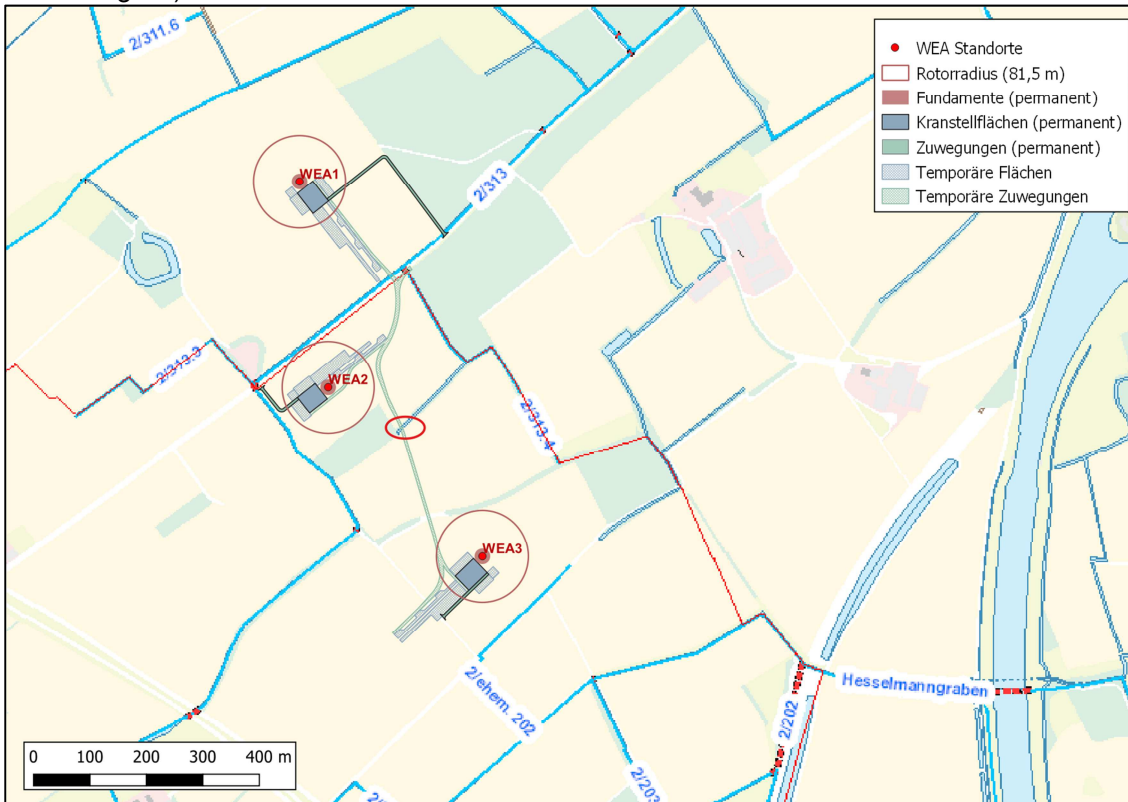 2/311.6
WEA Standorte
Rotorradius (81,5 m)
Fundamente (permanent)
Kranstellflächen (permanent)
Zuwegungen (permanent)
Temporäre Flächen
Temporäre Zuwegungen
WEA1
2/313
2/313.3
WEA2
2/313.4
WEA3
Hesselmanngraben
2/ehem. 202
2/202
2/203
0 100 200 300 400 m